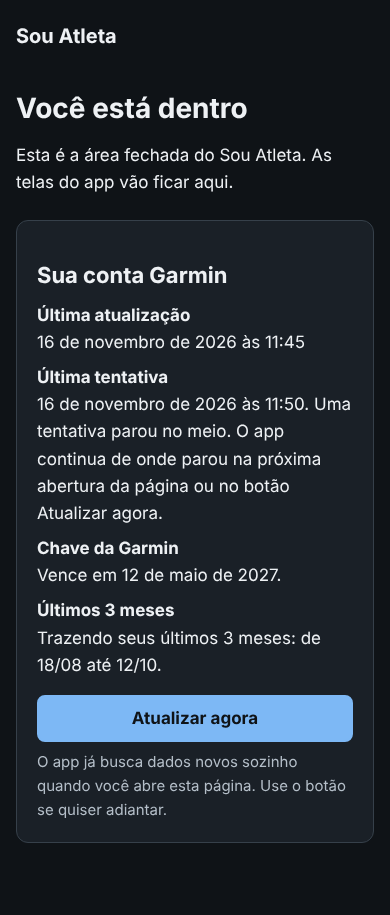 Sou Atleta
Você está dentro
Esta é a área fechada do Sou Atleta. As
telas do app vão ficar aqui.
Sua conta Garmin
Última atualização
16 de novembro de 2026 às 11:45
Última tentativa
16 de novembro de 2026 às 11:50. Uma
tentativa parou no meio. O app
continua de onde parou na próxima
abertura da página ou no botão
Atualizar agora.
Chave da Garmin
Vence em 12 de maio de 2027.
Últimos 3 meses
Trazendo seus últimos 3 meses: de
18/08 até 12/10.
Atualizar agora
O app já busca dados novos sozinho
quando você abre esta página. Use o botão
se quiser adiantar.